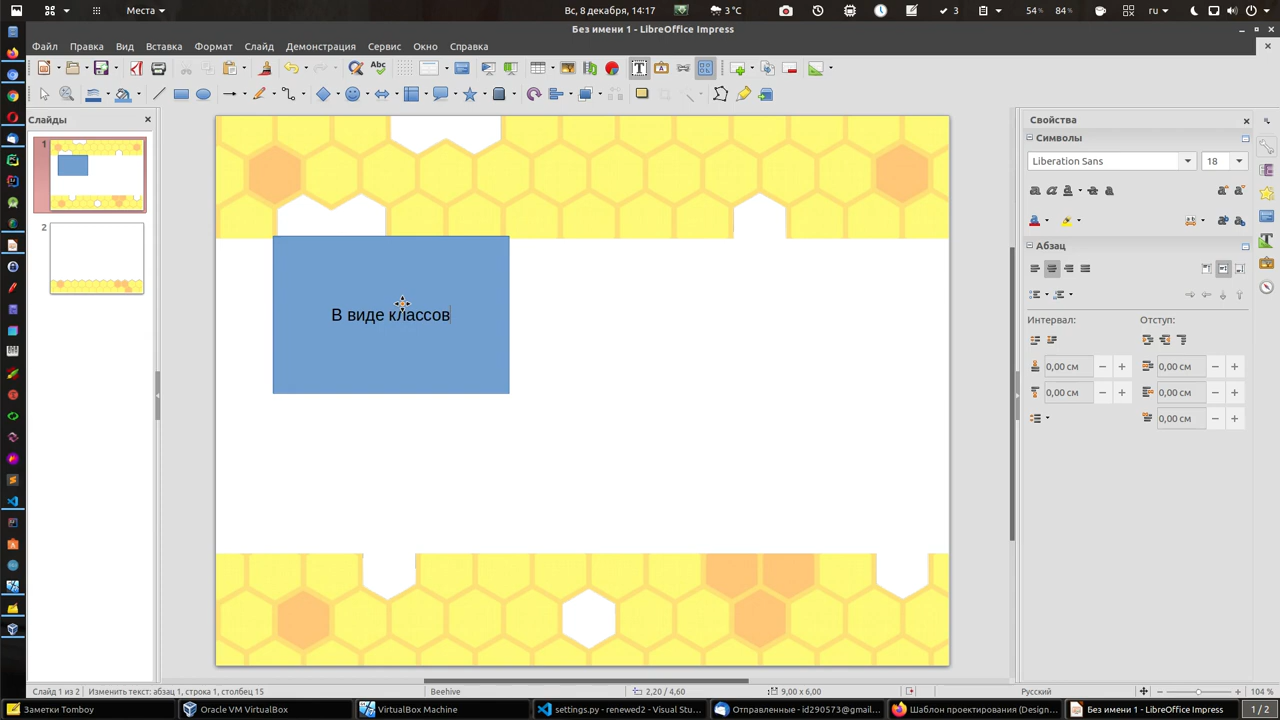 Места
Вс, 8 декабря, 14:17
3 °C
3
54 %
84 %
ru
Без имени 1 - LibreOffice Impress
Файл Правка Вид Вставка Формат Слайд Демонстрация Сервис Окно Справка
Abc
Слайды
1
2
В виде классов
Свойства
Символы
Liberation Sans
18
Абзац
Интервал:
Отступ:
0,00 см
0,00 см
0,00 см
0,00 см
0,00 см
Слайд 1 из 2
Изменить текст: абзац 1, строка 1, столбец 15
Beehive
2,20 / 4,60
9,00 x 6,00
Русский
104 %
Заметки Tomboy
Oracle VM VirtualBox
VirtualBox Machine
settings.py - renewed2 - Visual Stu...
Отправленные - id290573@gmail...
Шаблон проектирования (Design...
Без имени 1 - LibreOffice Impress
1 / 2